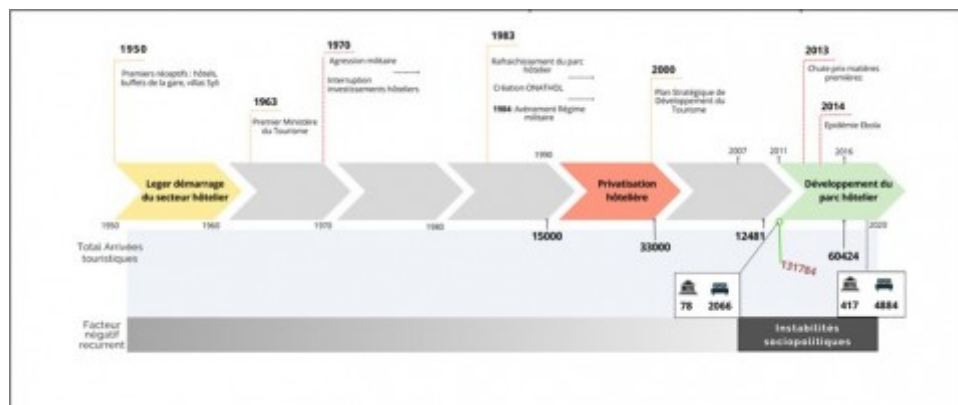 1950
Premiers réceptifs : hôtels,
buffets de la gare, villas Syli
1963
Premier Ministère
du Tourisme
1970
Agression militaire
Interruption
investissements hôteliers
1983
Rafraichissement du parc
hôtelier
Création ONATHOL
1984: Avènement Régime
militaire
2000
Plan Stratégique de
Développement du
Tourisme
2013
Chute prix matières
premières
2014
Epidémie Ebola
1990
2007
2011
2016
Leger démarrage
du secteur hôtelier
Privatisation
hôtelière
Développement du
parc hôtelier
1950
1960
1970
1980
2020
Total Arrivées
touristiques
15000
33000
12481
131784
60424
78 2066
417 4884
Facteur
négatif
recurrent
Instabilités
sociopolitiques